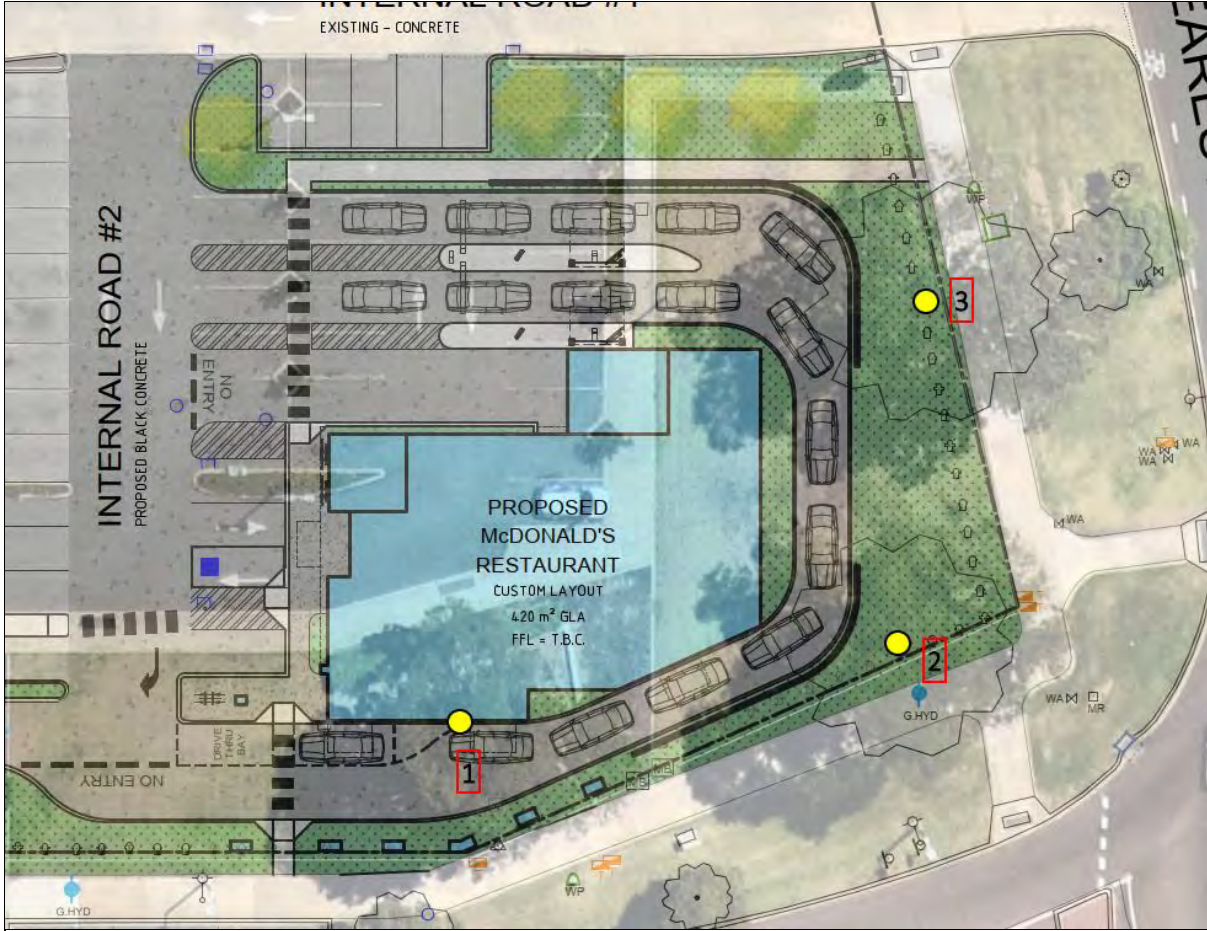 INTERNAL ROAD #1
EXISTING - CONCRETE
INTERNAL ROAD #2
PROPOSED BLACK CONCRETE
NO
ENTRY
WP
WA
3
WA
WA
WA
WA
PROPOSED
McDONALD'S
RESTAURANT
CUSTOM LAYOUT
420 m² GLA
FFL = T.B.C.
2
G.HYD
WA
MR
DRIVE
THRU
BAY
NO ENTRY
1
WP
G.HYD